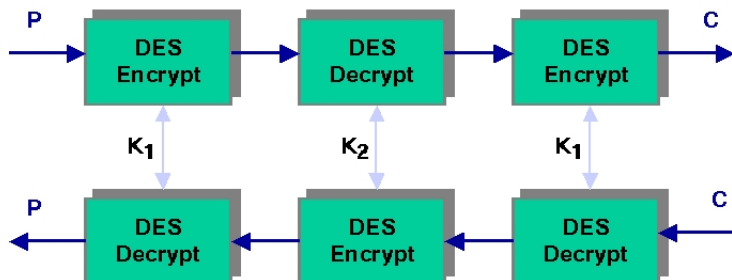 P
C
DES
Encrypt
DES
Decrypt
DES
Encrypt
K1
K2
K1
P
C
DES
Decrypt
DES
Encrypt
DES
Decrypt